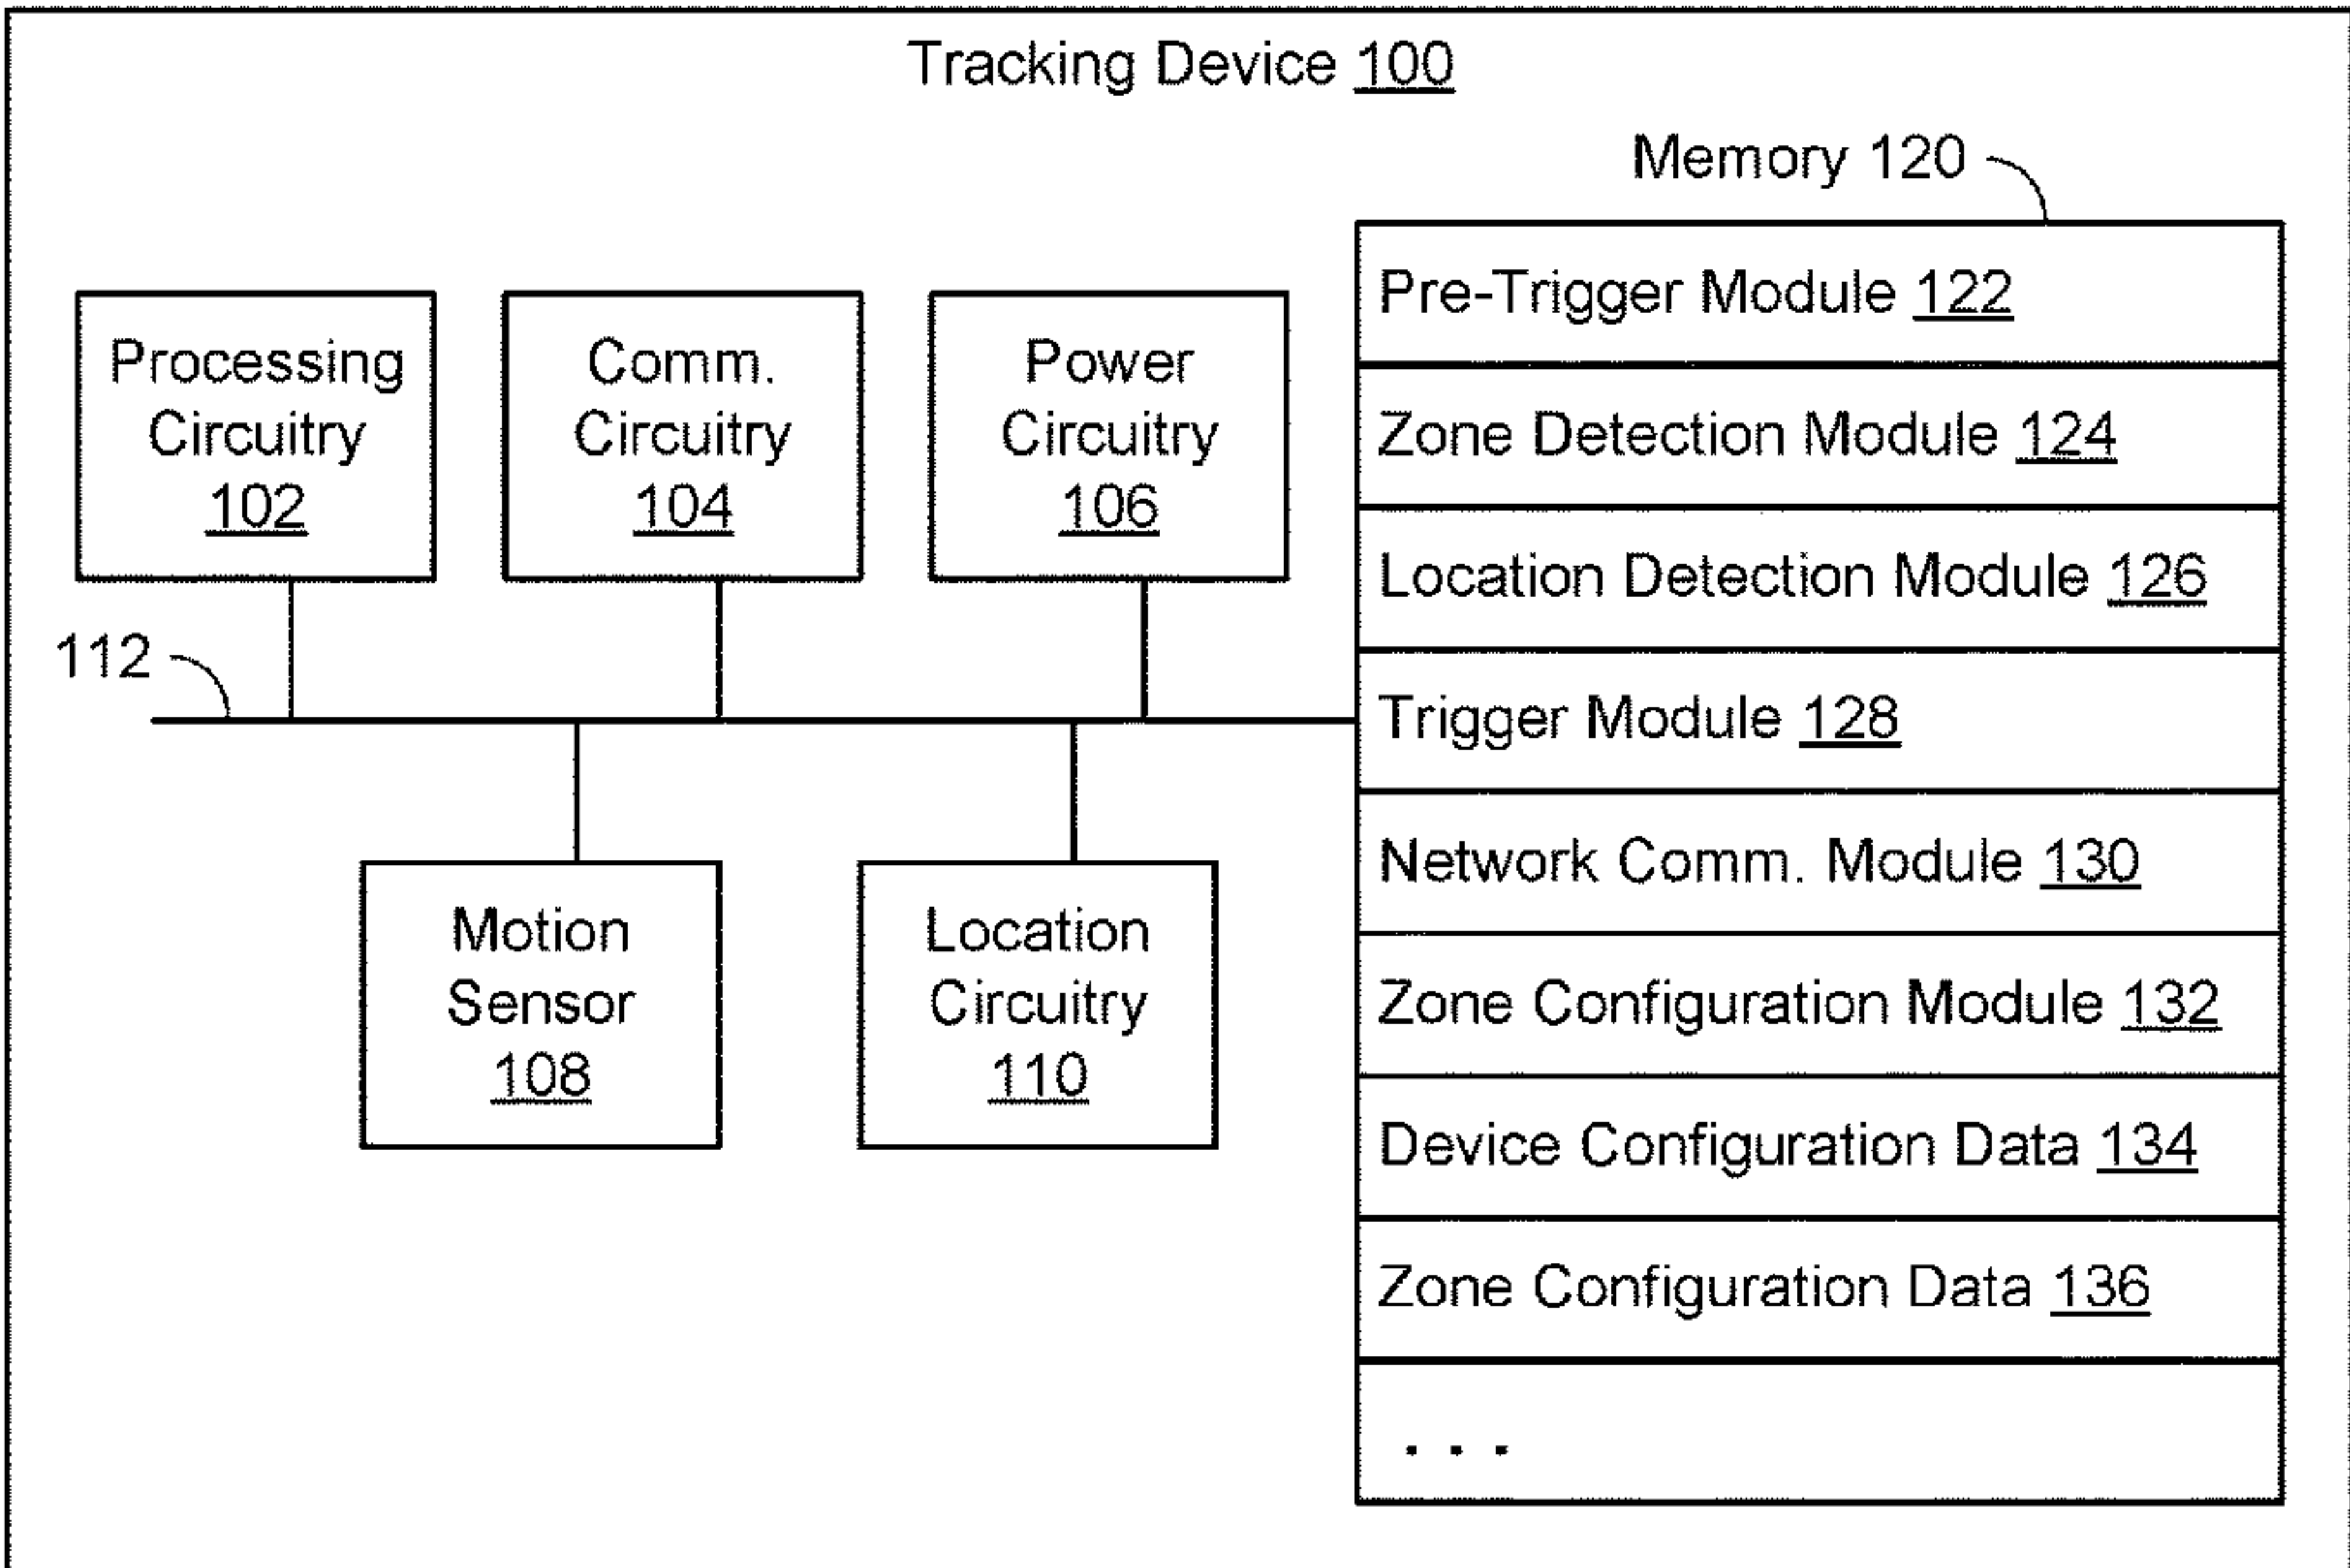 Tracking Device 100
Memory 120
Processing
Circuitry
102
Comm.
Circuitry
104
Power
Circuitry
106
112
Motion
Sensor
108
Location
Circuitry
110
Pre-Trigger Module 122
Zone Detection Module 124
Location Detection Module 126
Trigger Module 128
Network Comm. Module 130
Zone Configuration Module 132
Device Configuration Data 134
Zone Configuration Data 136
. . .